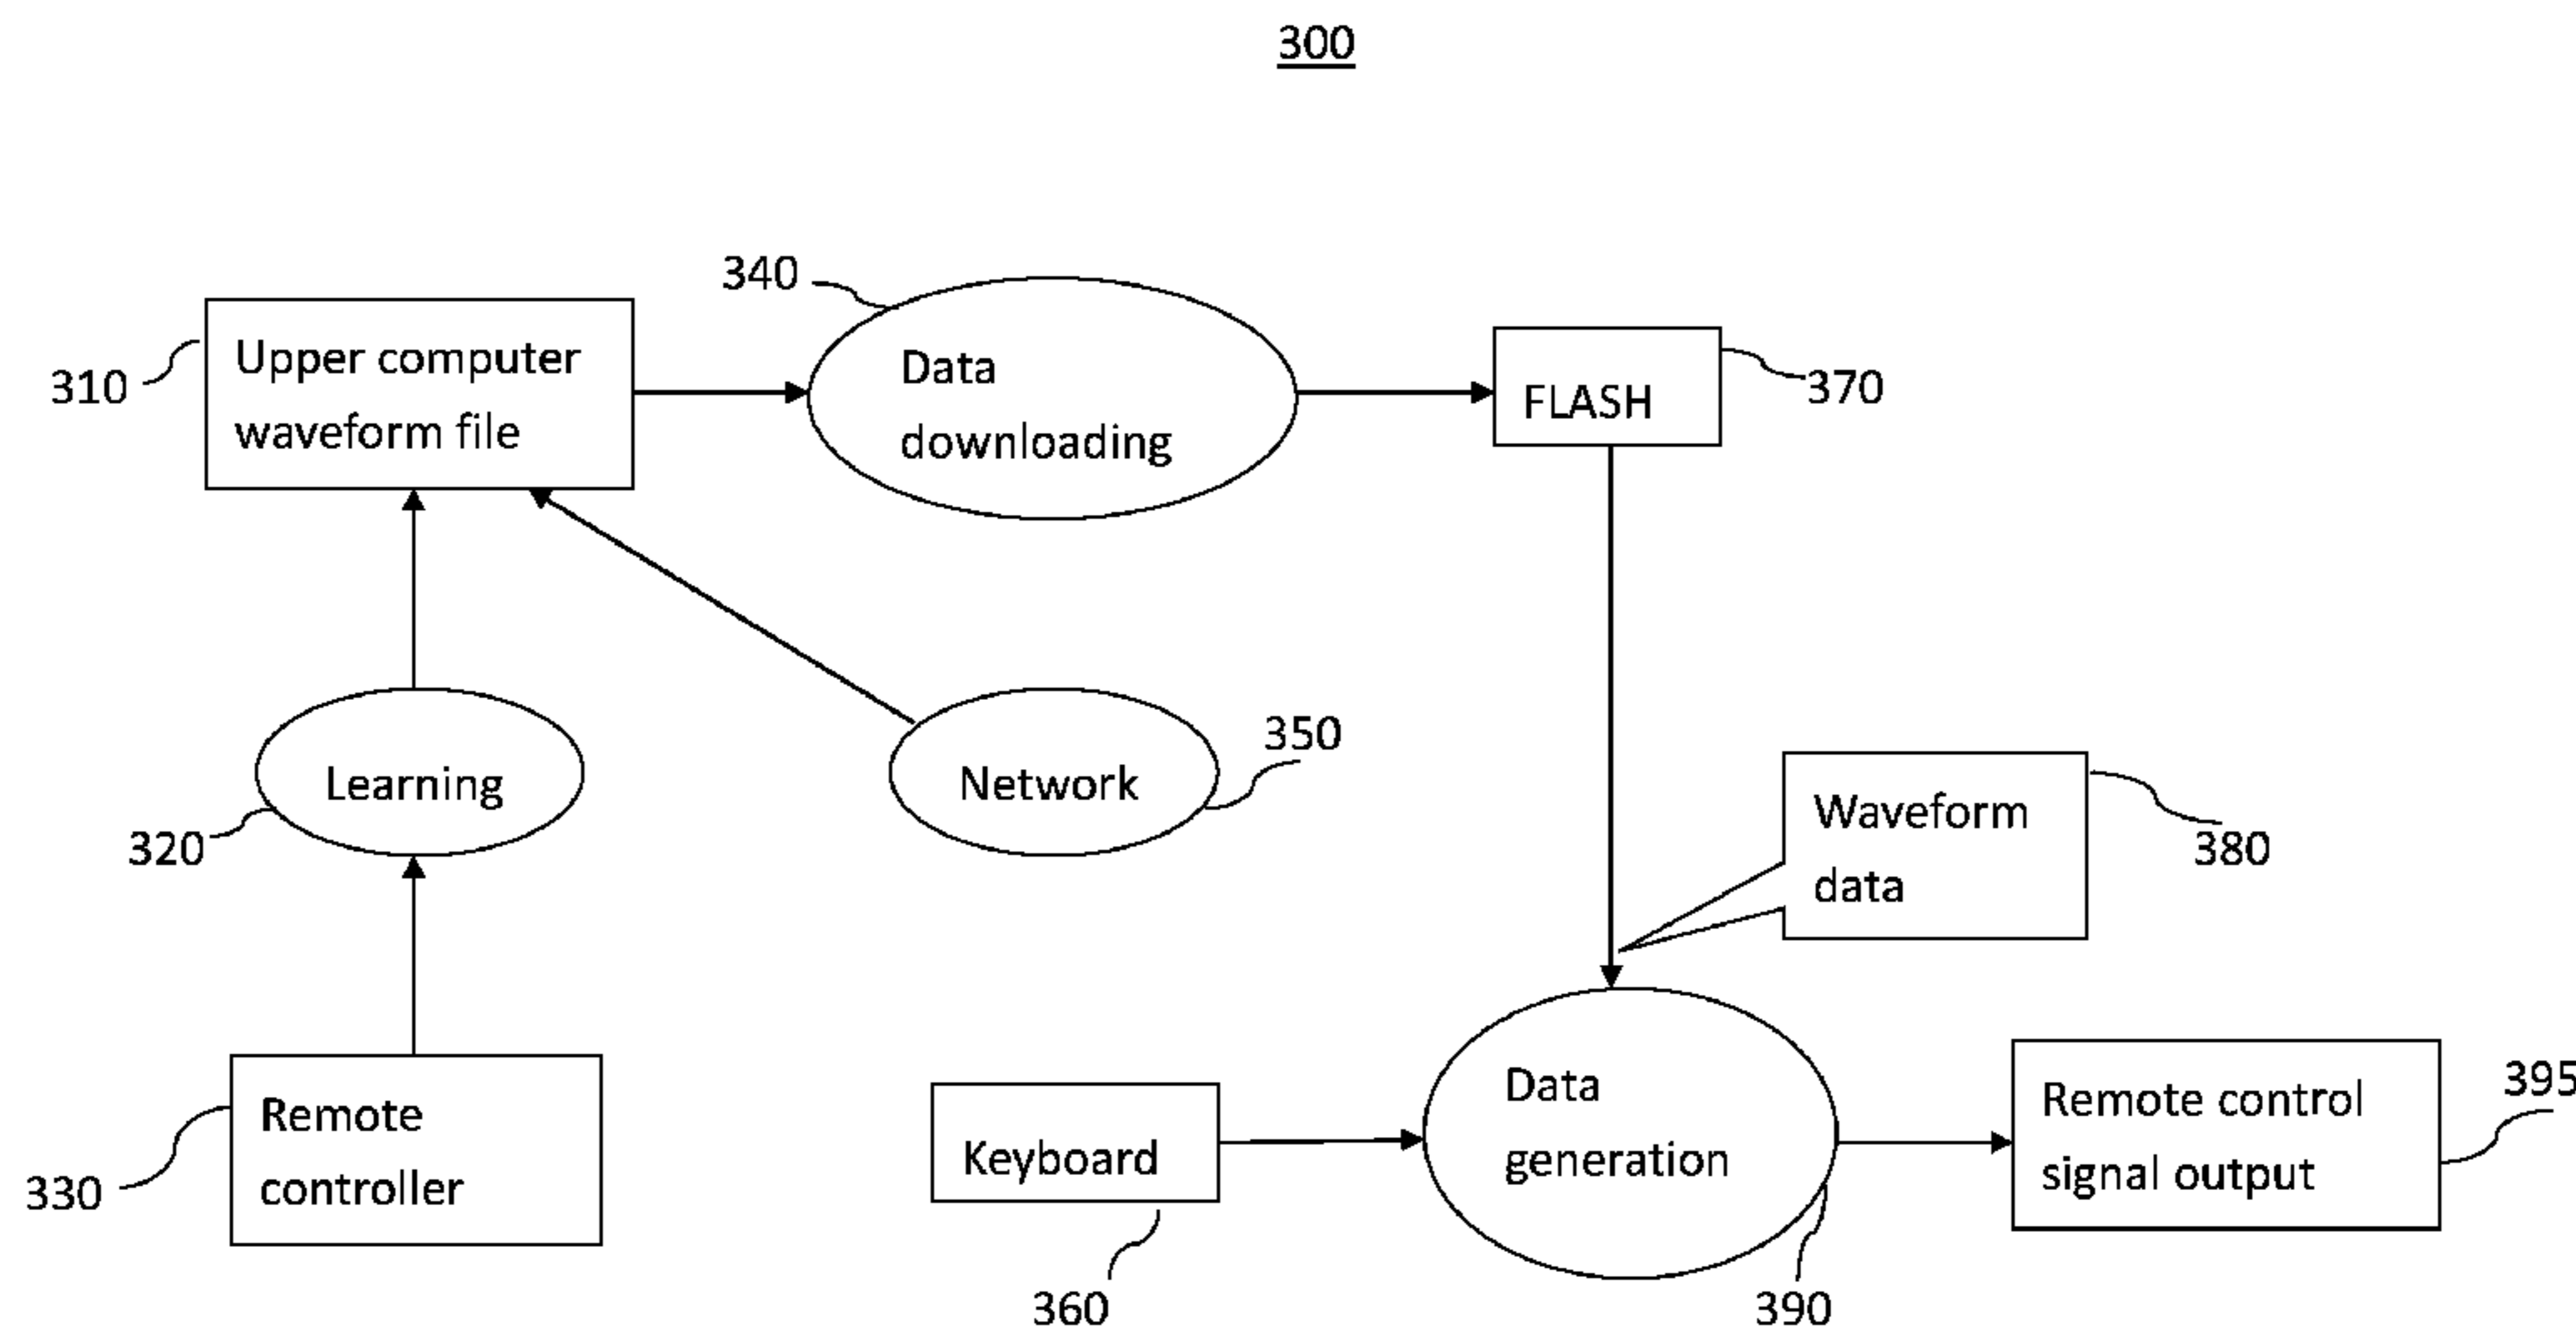 300
340
Upper computer
waveform file
310
Data
downloading
FLASH
370
Learning
320
Network
350
Waveform
data
380
Remote
controller
330
Keyboard
360
Data
generation
390
Remote control
signal output
395